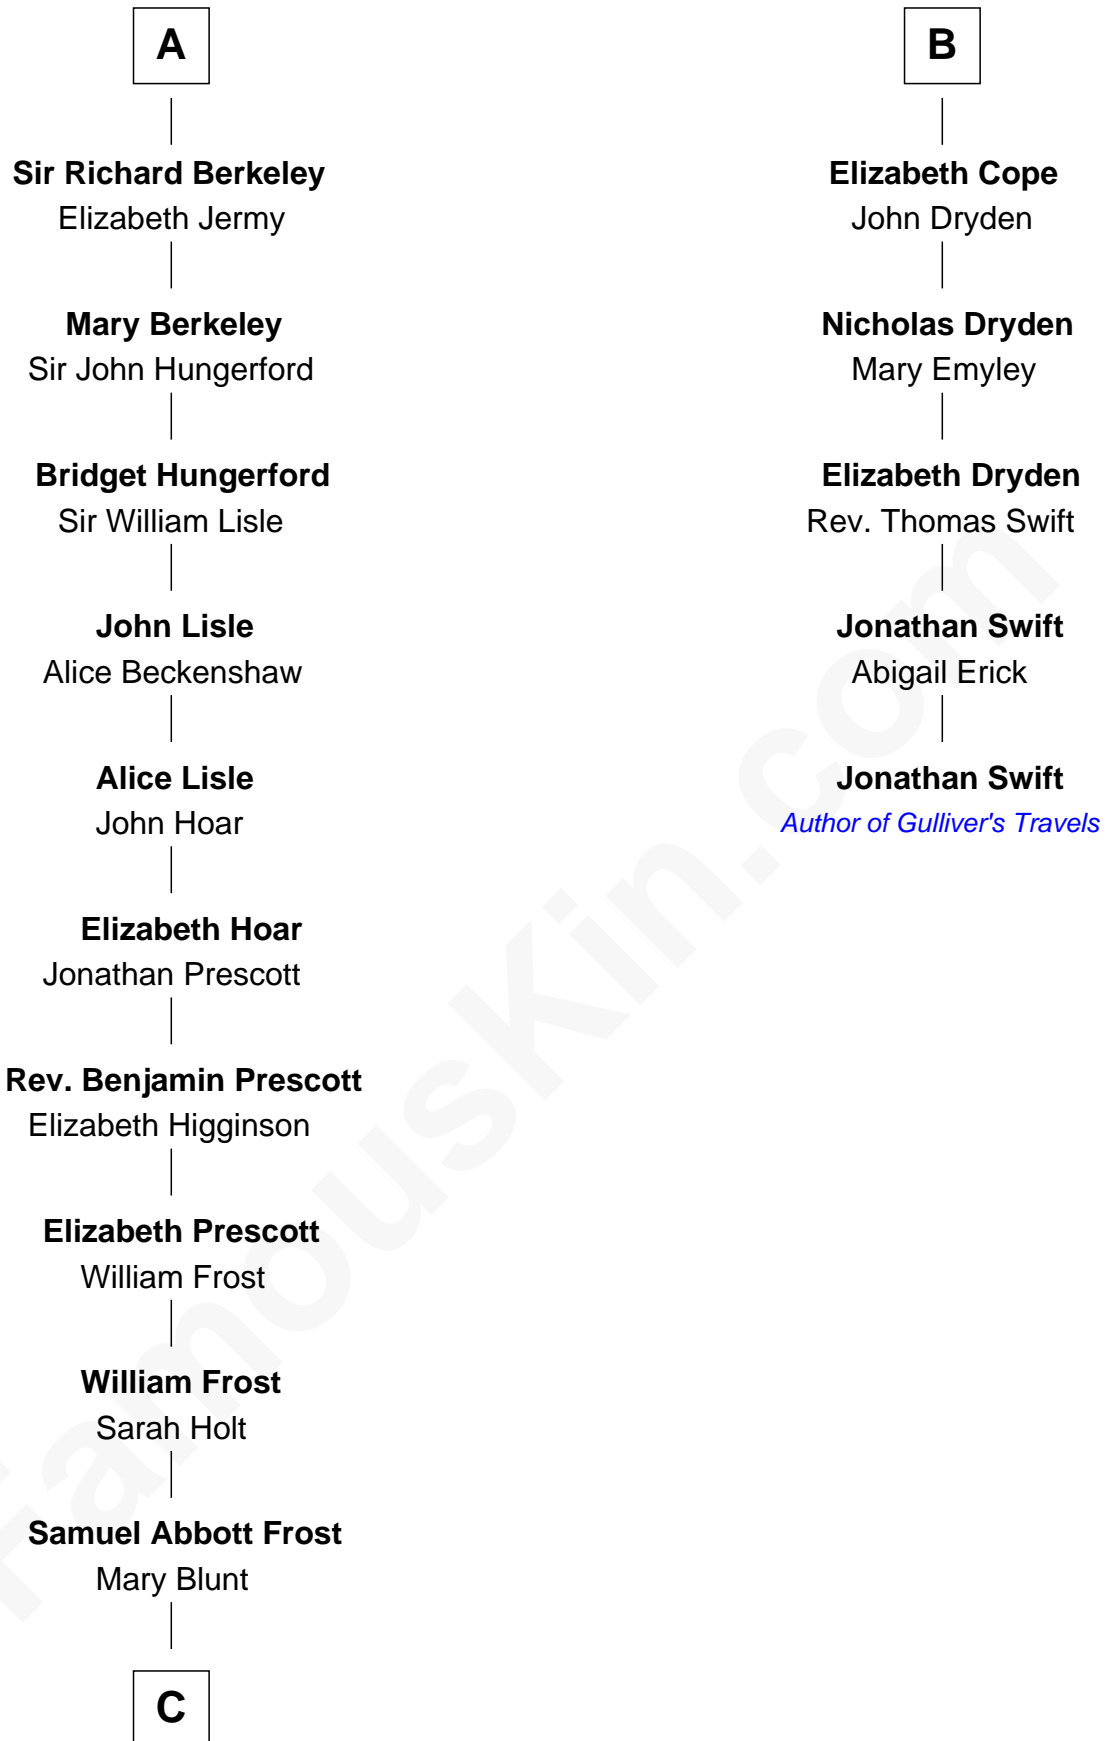 A
Sir Richard Berkeley
Elizabeth Jermy
Mary Berkeley
Sir John Hungerford
Bridget Hungerford
Sir William Lisle
John Lisle
Alice Beckenshaw
Alice Lisle
John Hoar
Elizabeth Hoar
Jonathan Prescott
Rev. Benjamin Prescott
Elizabeth Higginson
Elizabeth Prescott
William Frost
William Frost
Sarah Holt
Samuel Abbott Frost
Mary Blunt
C
B
Elizabeth Cope
John Dryden
Nicholas Dryden
Mary Emyley
Elizabeth Dryden
Rev. Thomas Swift
Jonathan Swift
Abigail Erick
Jonathan Swift
Author of Gulliver's Travels
FamousKin.com